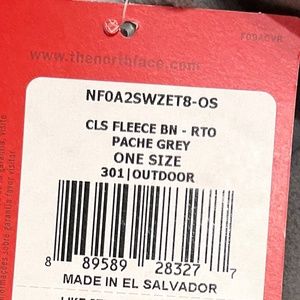 F09ACVR
www.thenorthface.com
NF0A2SWZET8-OS
CLS FLEECE BN - RTO
PACHE GREY
ONE SIZE
301|OUTDOOR
8 89589 28327 7
MADE IN EL SALVADOR